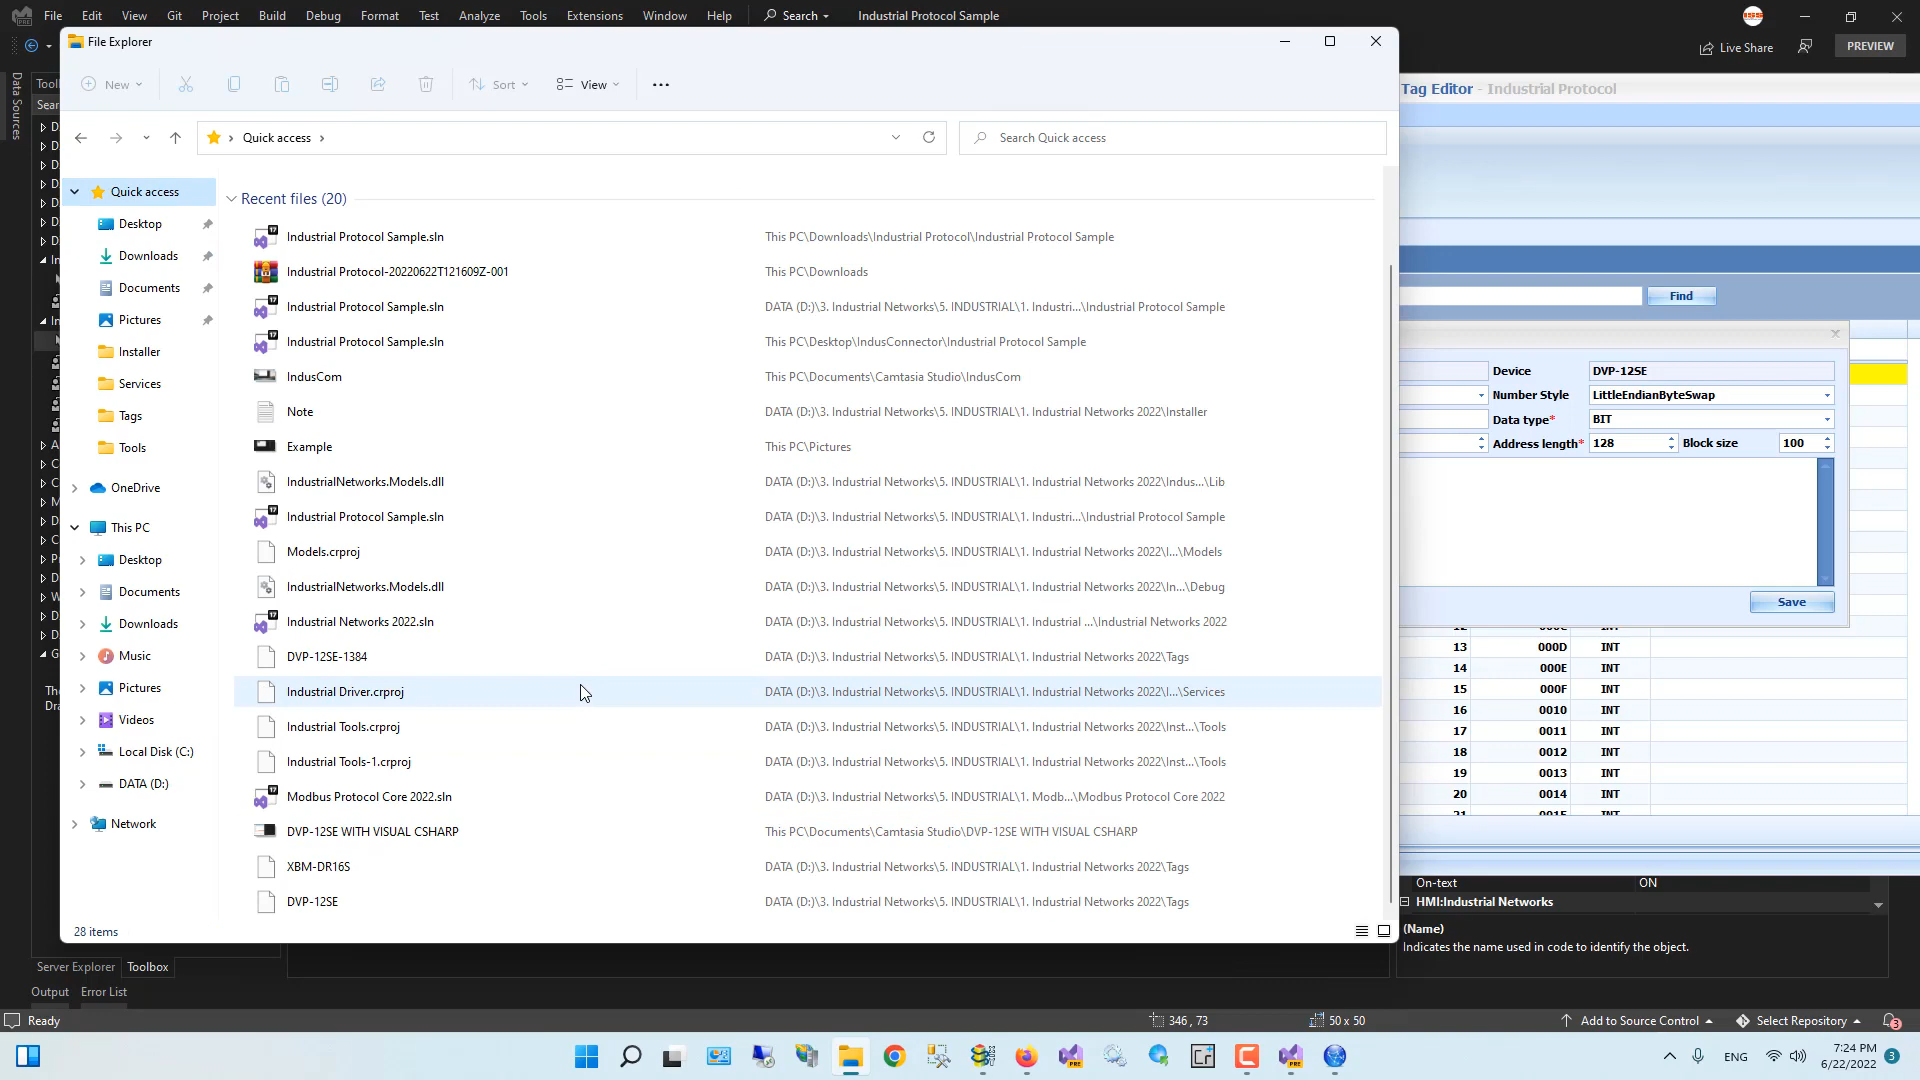 File Edit View Git Project Build Debug Format Test Analyze Tools Extensions Window Help Search Industrial Protocol Sample
Live Share PREVIEW
File Explorer
New Sort View
Quick access
Search Quick access
Data Sources
Tag Editor - Industrial Protocol
Quick access
Desktop
Downloads
Documents
Pictures
Installer
Services
Tags
Tools
OneDrive
This PC
Desktop
Documents
Downloads
Music
Pictures
Videos
Local Disk (C:)
DATA (D:)
Network
Recent files (20)
Industrial Protocol Sample.sln This PC\Downloads\Industrial Protocol\Industrial Protocol Sample
Industrial Protocol-20220622T121609Z-001 This PC\Downloads
Industrial Protocol Sample.sln DATA (D:)\3. Industrial Networks\5. INDUSTRIAL\1. Industri...\Industrial Protocol Sample
Industrial Protocol Sample.sln This PC\Desktop\IndusConnector\Industrial Protocol Sample
IndusCom This PC\Documents\Camtasia Studio\IndusCom
Note DATA (D:)\3. Industrial Networks\5. INDUSTRIAL\1. Industrial Networks 2022\Installer
Example This PC\Pictures
IndustrialNetworks.Models.dll DATA (D:)\3. Industrial Networks\5. INDUSTRIAL\1. Industrial Networks 2022\Indus...\Lib
Industrial Protocol Sample.sln DATA (D:)\3. Industrial Networks\5. INDUSTRIAL\1. Industri...\Industrial Protocol Sample
Models.crproj DATA (D:)\3. Industrial Networks\5. INDUSTRIAL\1. Industrial Networks 2022\I...\Models
IndustrialNetworks.Models.dll DATA (D:)\3. Industrial Networks\5. INDUSTRIAL\1. Industrial Networks 2022\In...\Debug
Industrial Networks 2022.sln DATA (D:)\3. Industrial Networks\5. INDUSTRIAL\1. Industrial ...\Industrial Networks 2022
DVP-12SE-1384 DATA (D:)\3. Industrial Networks\5. INDUSTRIAL\1. Industrial Networks 2022\Tags
Industrial Driver.crproj DATA (D:)\3. Industrial Networks\5. INDUSTRIAL\1. Industrial Networks 2022\I...\Services
Industrial Tools.crproj DATA (D:)\3. Industrial Networks\5. INDUSTRIAL\1. Industrial Networks 2022\Inst...\Tools
Industrial Tools-1.crproj DATA (D:)\3. Industrial Networks\5. INDUSTRIAL\1. Industrial Networks 2022\Inst...\Tools
Modbus Protocol Core 2022.sln DATA (D:)\3. Industrial Networks\5. INDUSTRIAL\1. Modb...\Modbus Protocol Core 2022
DVP-12SE WITH VISUAL CSHARP This PC\Documents\Camtasia Studio\DVP-12SE WITH VISUAL CSHARP
XBM-DR16S DATA (D:)\3. Industrial Networks\5. INDUSTRIAL\1. Industrial Networks 2022\Tags
DVP-12SE DATA (D:)\3. Industrial Networks\5. INDUSTRIAL\1. Industrial Networks 2022\Tags
28 items
Find
Device DVP-12SE
Number Style LittleEndianByteSwap
Data type* BIT
Address length* 128 Block size 100
Save
13 000D INT
14 000E INT
15 000F INT
16 0010 INT
17 0011 INT
18 0012 INT
19 0013 INT
20 0014 INT
On-text ON
HMI:Industrial Networks
(Name)
Indicates the name used in code to identify the object.
Server Explorer Toolbox
Output Error List
Ready 346 , 73 50 x 50 Add to Source Control Select Repository 3
ENG 7:24 PM
6/22/2022 3